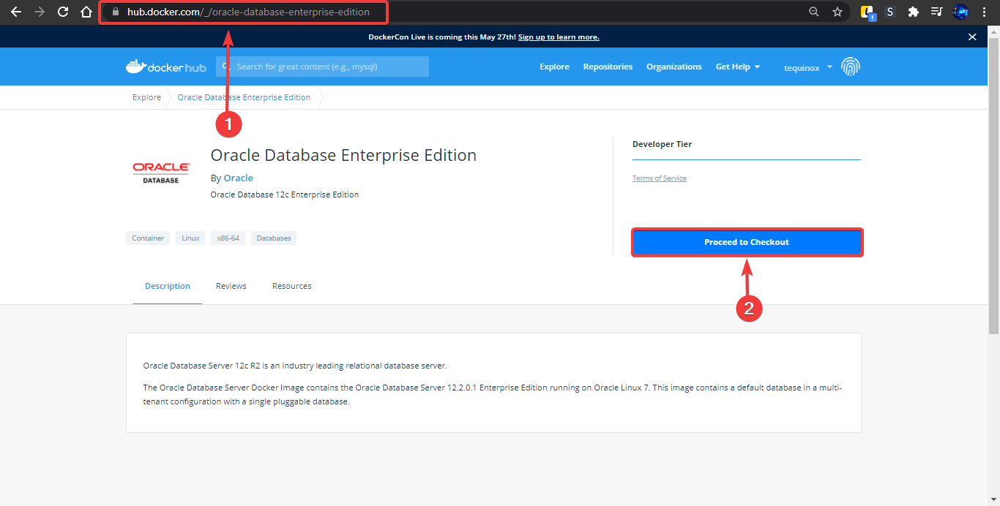 hub.docker.com/_/oracle-database-enterprise-edition
S
DockerCon Live is coming this May 27th! Sign up to learn more.
docker hub
Search for great content (e.g., mysql)
Explore
Repositories
Organizations
Get Help
tequinox
Explore
Oracle Database Enterprise Edition
1
ORACLE
DATABASE
Oracle Database Enterprise Edition
By Oracle
Oracle Database 12c Enterprise Edition
Container
Linux
x86-64
Databases
Developer Tier
Terms of Service
Proceed to Checkout
2
Description
Reviews
Resources
Oracle Database Server 12c R2 is an industry leading relational database server.
The Oracle Database Server Docker Image contains the Oracle Database Server 12.2.0.1 Enterprise Edition running on Oracle Linux 7. This image contains a default database in a multi-
tenant configuration with a single pluggable database.